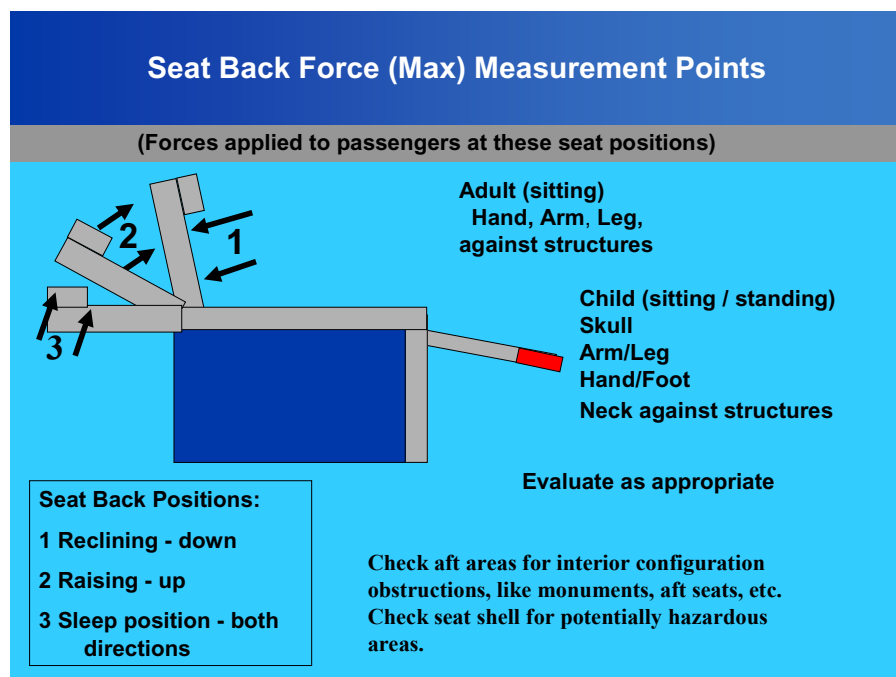 Seat Back Force (Max) Measurement Points
(Forces applied to passengers at these seat positions)
2
1
3
Adult (sitting)
Hand, Arm, Leg,
against structures
Child (sitting / standing)
Skull
Arm/Leg
Hand/Foot
Neck against structures
Evaluate as appropriate
Seat Back Positions:
1 Reclining - down
2 Raising - up
3 Sleep position - both
directions
Check aft areas for interior configuration
obstructions, like monuments, aft seats, etc.
Check seat shell for potentially hazardous
areas.